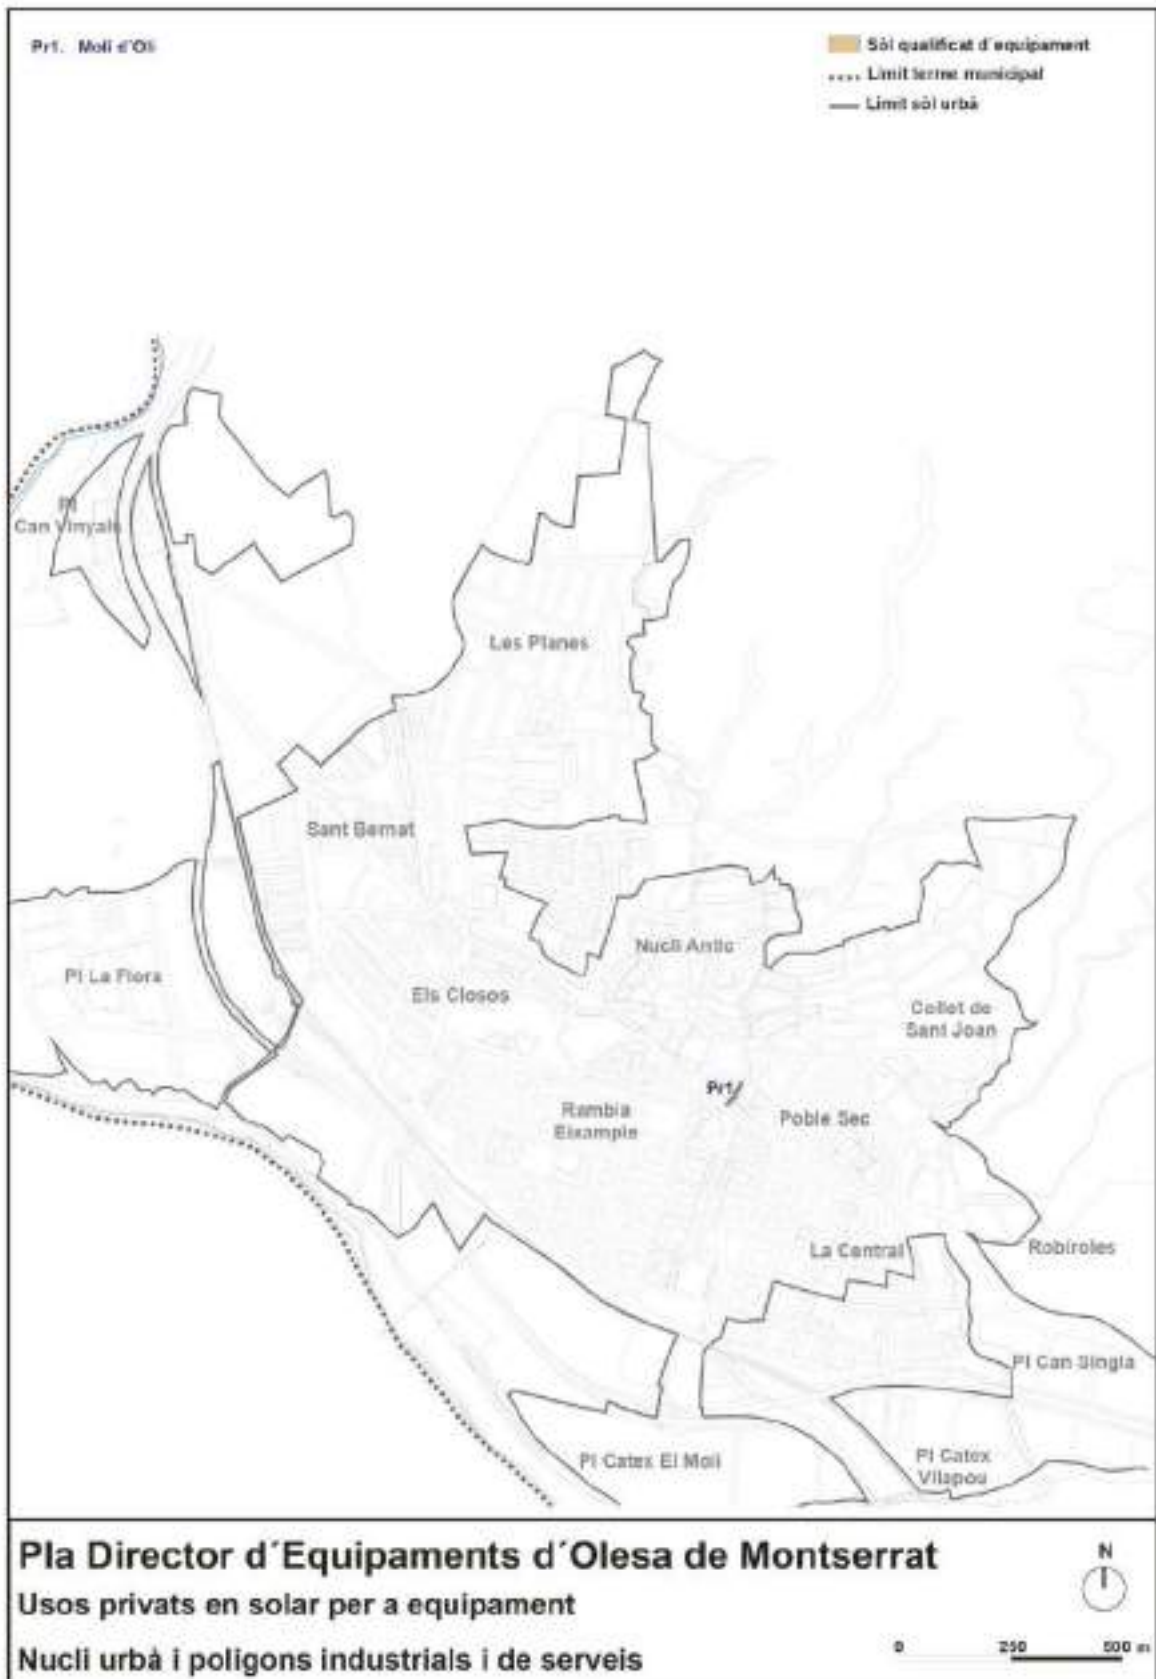 Pr1. Molí d´Oli
Sòl qualificat d´equipament
Límit terme municipal
Límit sòl urbà
PI
Can Vinyals
Les Planes
Sant Bernat
Nucli Antic
PI La Flora
Els Closos
Collet de
Sant Joan
Pr1
Rambla
Eixample
Poble Sec
La Central
Robiroles
PI Can Singla
PI Catex El Molí
PI Catex
Vilapou
Pla Director d´Equipaments d´Olesa de Montserrat
N
Usos privats en solar per a equipament
Nucli urbà i polígons industrials i de serveis
0 250 500 m